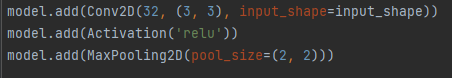 model.add(Conv2D(32, (3, 3), input_shape=input_shape))
model.add(Activation('relu'))
model.add(MaxPooling2D(pool_size=(2, 2)))